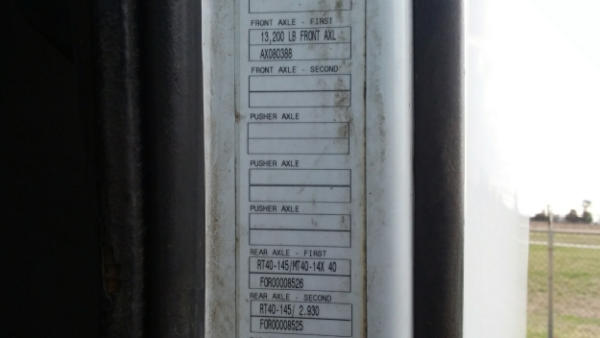 FRONT AXLE - FIRST
13,200 LB FRONT AXL
AX080388
FRONT AXLE - SECOND
PUSHER AXLE
PUSHER AXLE
PUSHER AXLE
REAR AXLE - FIRST
RT40-145/MT40-14X 40
FOR00008526
REAR AXLE - SECOND
RT40-145/ 2.930
FOR00008525